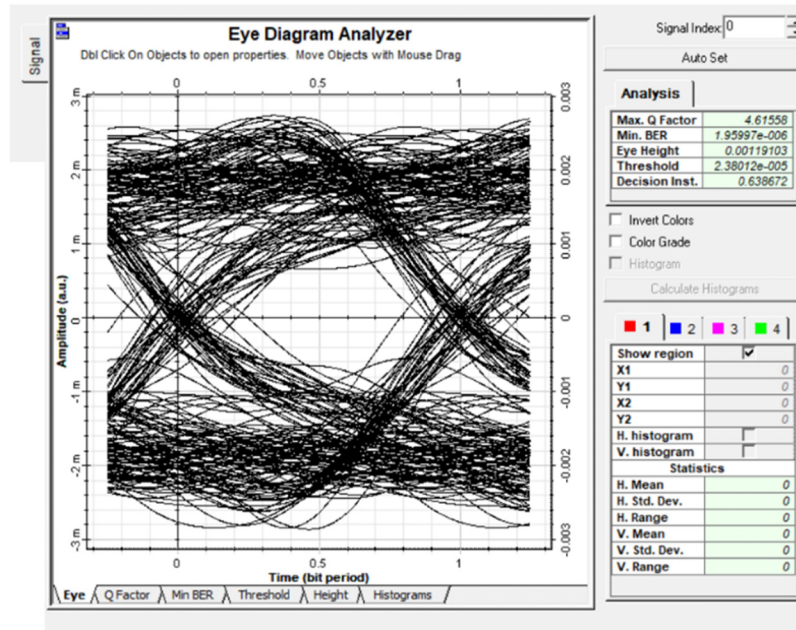 Signal
Eye Diagram Analyzer
Dbl Click On Objects to open properties. Move Objects with Mouse Drag
0 0.5 1
3 m
2 m
1 m
0
-1 m
-2 m
-3 m
Amplitude (a.u.)
0.003
0.002
0.001
0
-0.001
-0.002
-0.003
0 0.5 1
Time (bit period)
Eye Q Factor Min BER Threshold Height Histograms
Signal Index: 0
Auto Set
Analysis
Max. Q Factor 4.61558
Min. BER 1.95997e-006
Eye Height 0.00119103
Threshold 2.38012e-005
Decision Inst. 0.638672
Invert Colors
Color Grade
Histogram
Calculate Histograms
1 2 3 4
Show region
X1 0
Y1 0
X2 0
Y2 0
H. histogram
V. histogram
Statistics
H. Mean 0
H. Std. Dev. 0
H. Range 0
V. Mean 0
V. Std. Dev. 0
V. Range 0